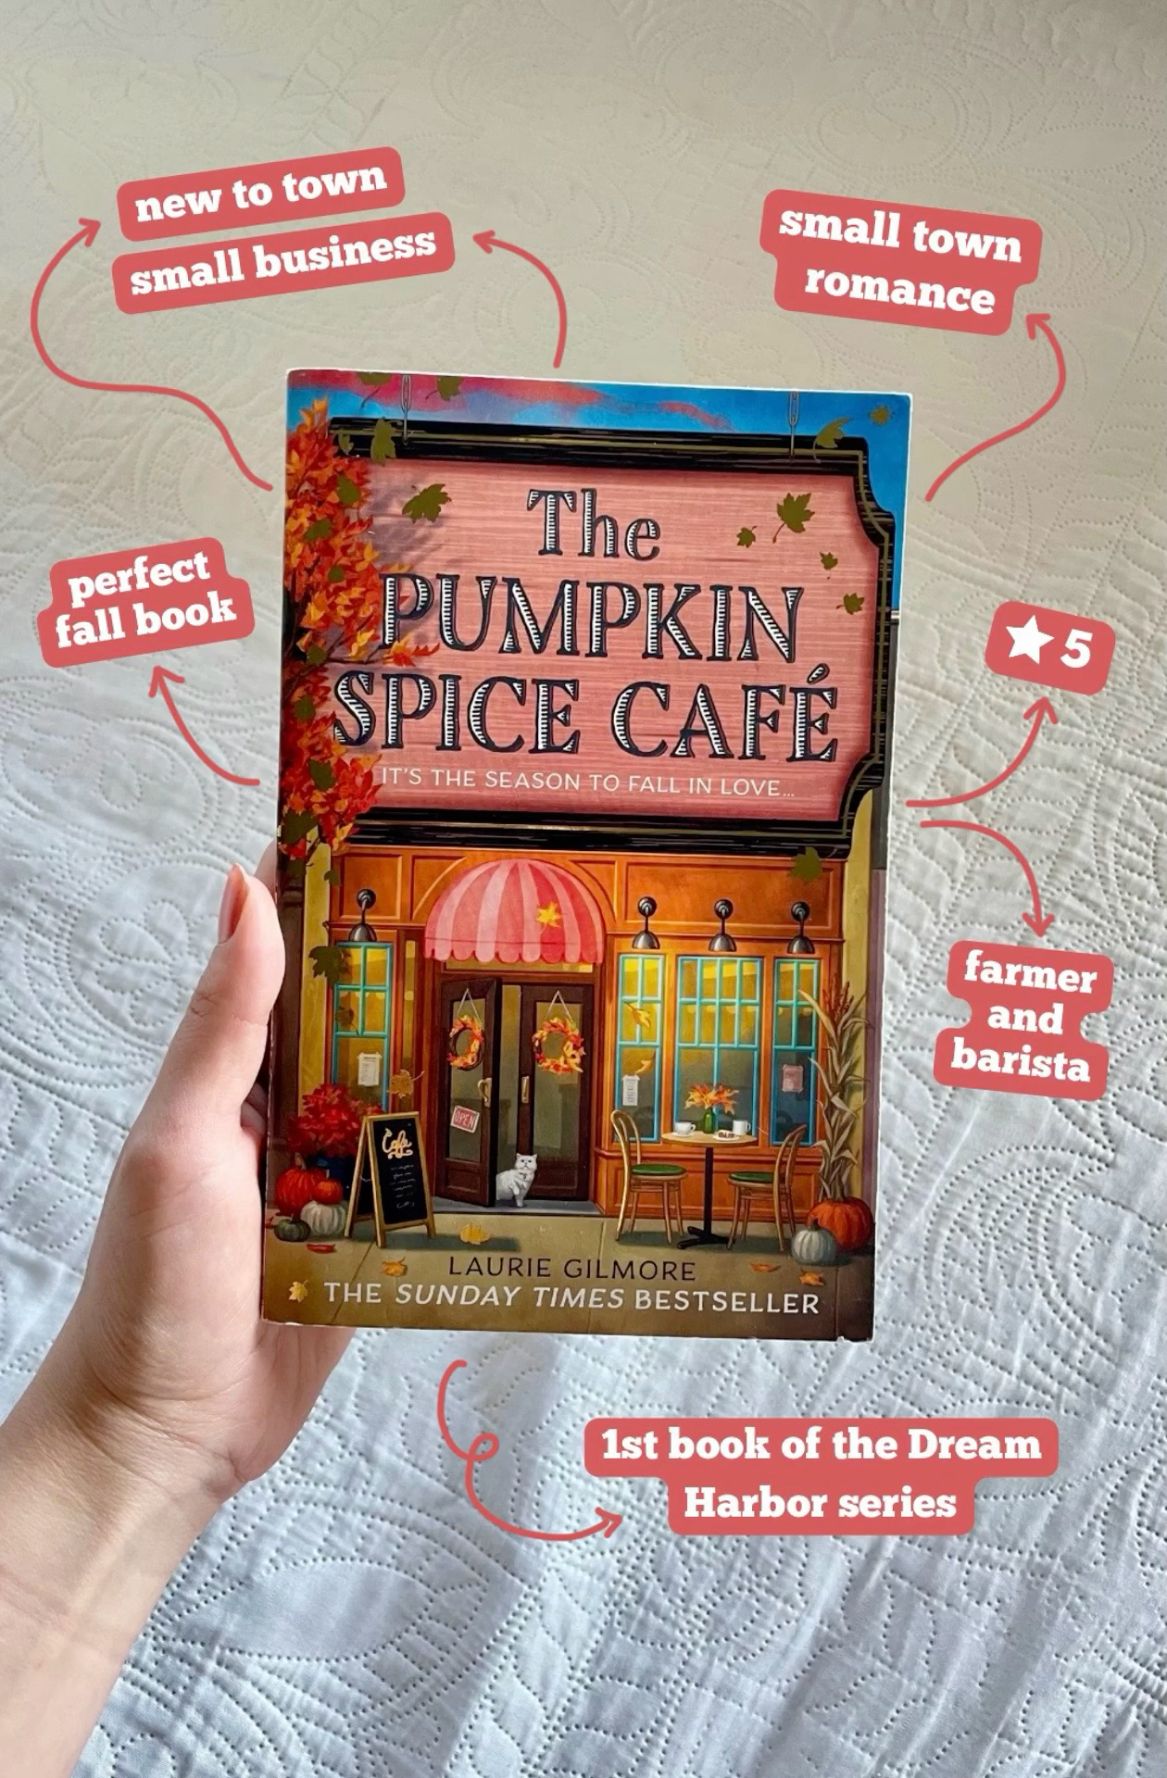 new to town
small business
small town
romance
perfect
fall book
5
farmer
and
barista
The
PUMPKIN
SPICE CAFÉ
IT'S THE SEASON TO FALL IN LOVE...
OPEN
Cafe
LAURIE GILMORE
THE SUNDAY TIMES BESTSELLER
1st book of the Dream
Harbor series